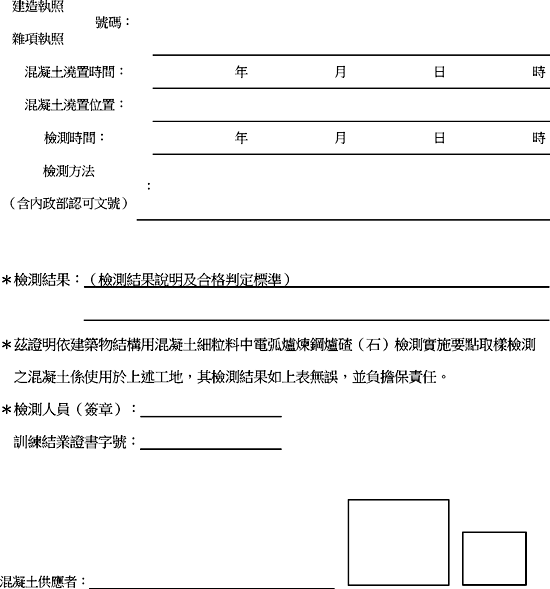 建造執照
號碼：
雜項執照
混凝土澆置時間： 年 月 日 時
混凝土澆置位置：
檢測時間： 年 月 日 時
檢測方法
：
（含內政部認可文號）
＊檢測結果：（檢測結果說明及合格判定標準）
＊茲證明依建築物結構用混凝土細粒料中電弧爐煉鋼爐碴（石）檢測實施要點取樣檢測
之混凝土係使用於上述工地，其檢測結果如上表無誤，並負擔保責任。
＊檢測人員（簽章）：
訓練結業證書字號：
混凝土供應者：